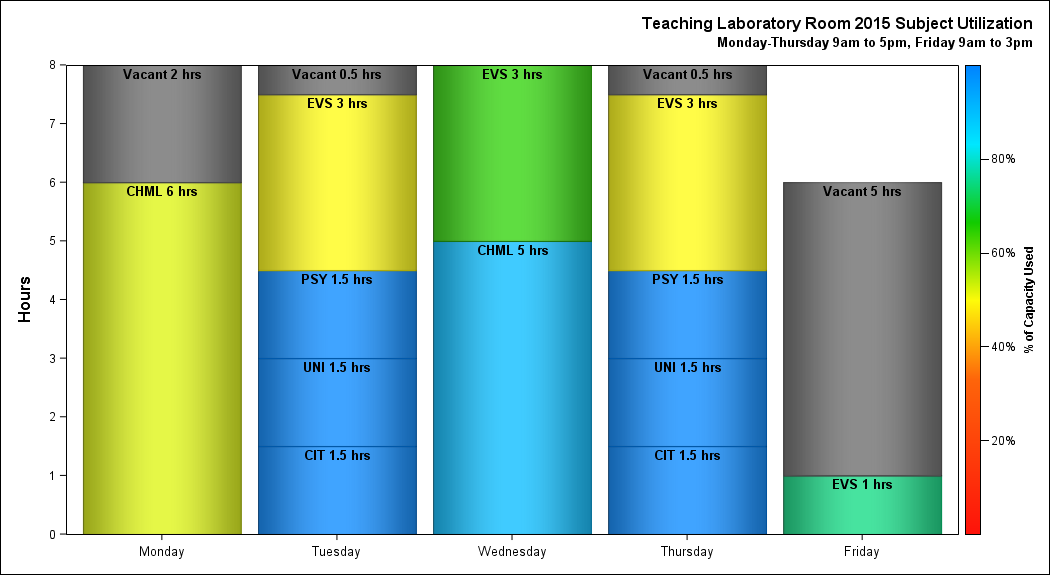 Teaching Laboratory Room 2015 Subject Utilization
Monday-Thursday 9am to 5pm, Friday 9am to 3pm
Hours
8
7
6
5
4
3
2
1
0
Vacant 2 hrs
CHML 6 hrs
Vacant 0.5 hrs
EVS 3 hrs
PSY 1.5 hrs
UNI 1.5 hrs
CIT 1.5 hrs
EVS 3 hrs
CHML 5 hrs
Vacant 0.5 hrs
EVS 3 hrs
PSY 1.5 hrs
UNI 1.5 hrs
CIT 1.5 hrs
Vacant 5 hrs
EVS 1 hrs
Monday
Tuesday
Wednesday
Thursday
Friday
80%
60%
40%
20%
% of Capacity Used